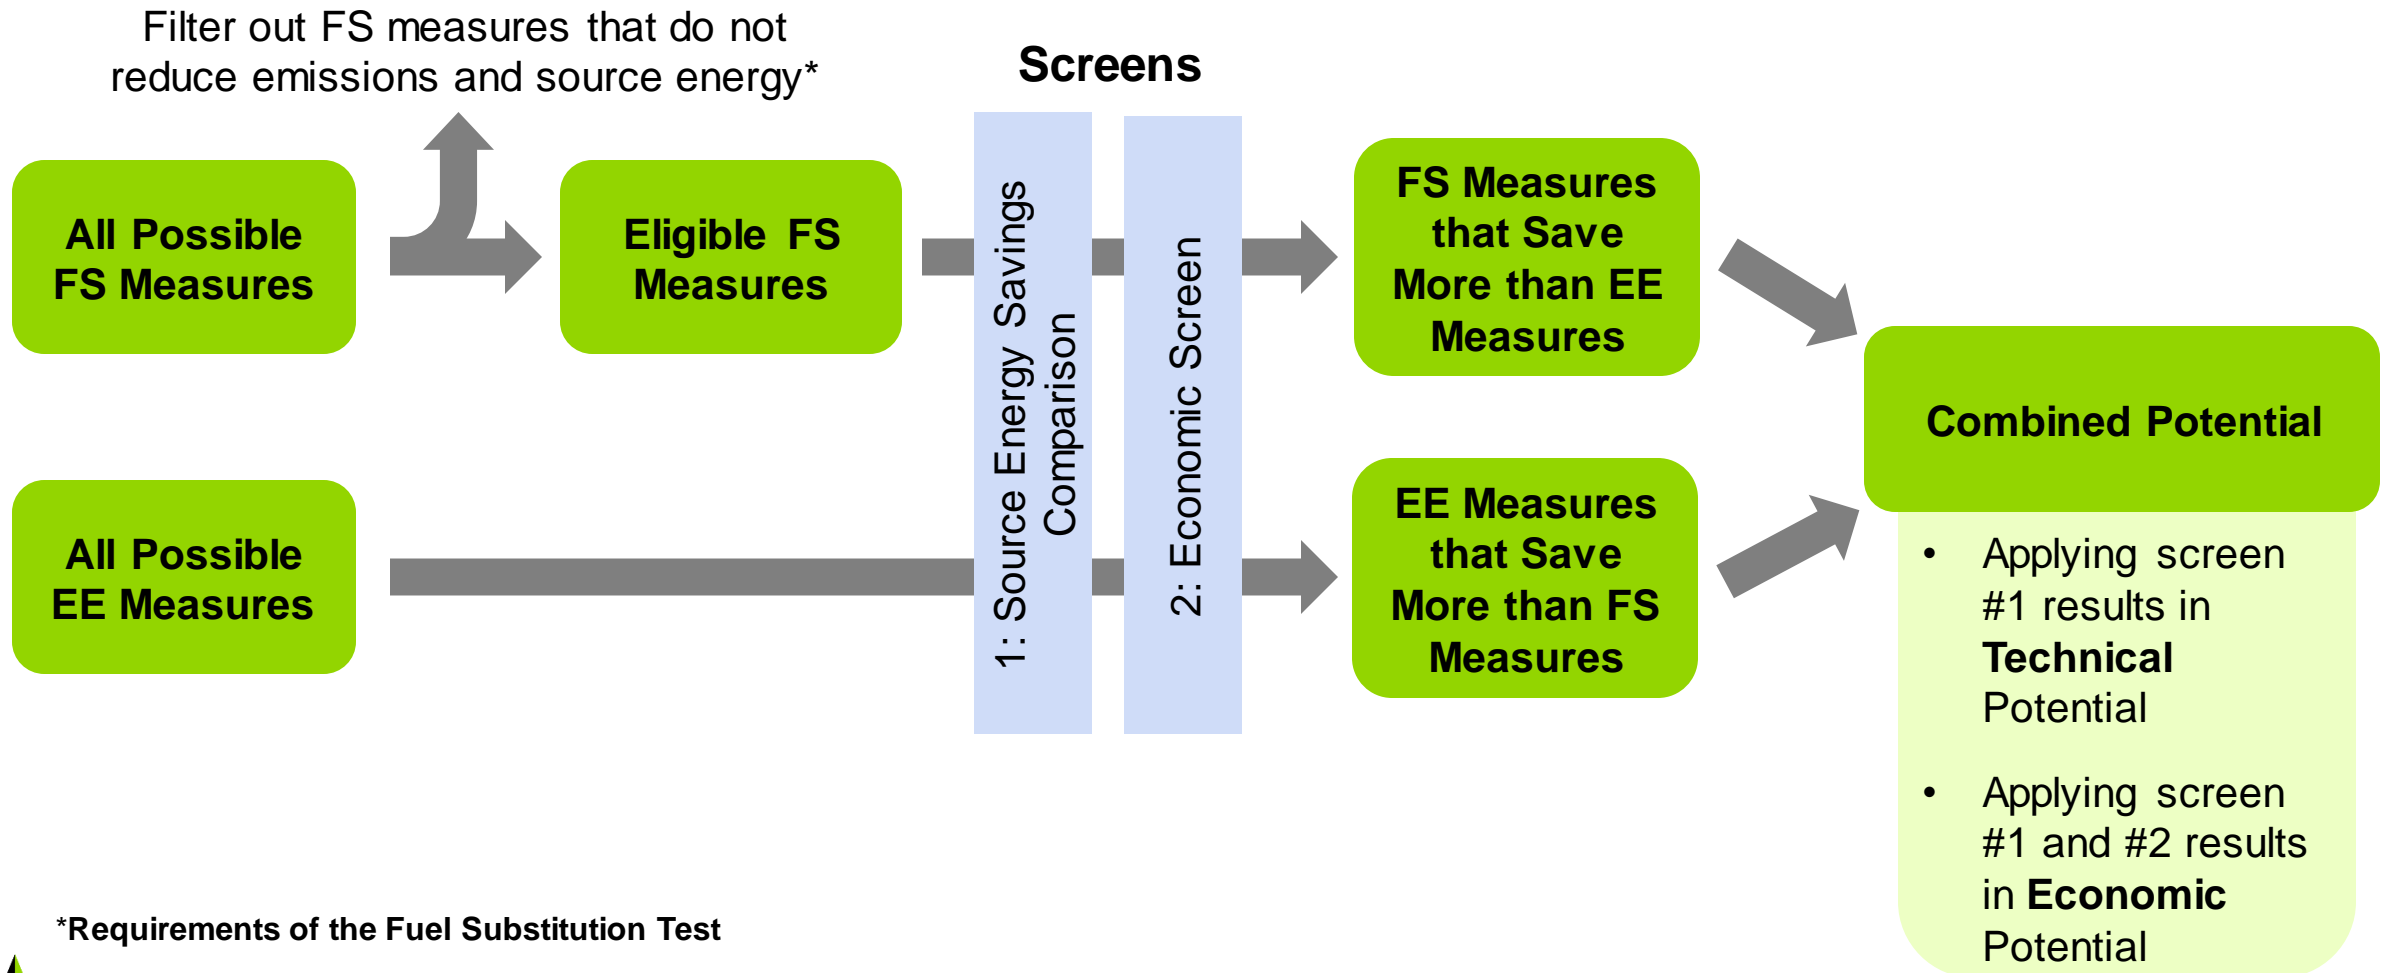 Filter out FS measures that do not
reduce emissions and source energy*
Screens
All Possible
FS Measures
Eligible FS
Measures
1: Source Energy Savings
Comparison
2: Economic Screen
FS Measures
that Save
More than EE
Measures
All Possible
EE Measures
EE Measures
that Save
More than FS
Measures
Combined Potential
• Applying screen
#1 results in
Technical
Potential
• Applying screen
#1 and #2 results
in Economic
Potential
*Requirements of the Fuel Substitution Test